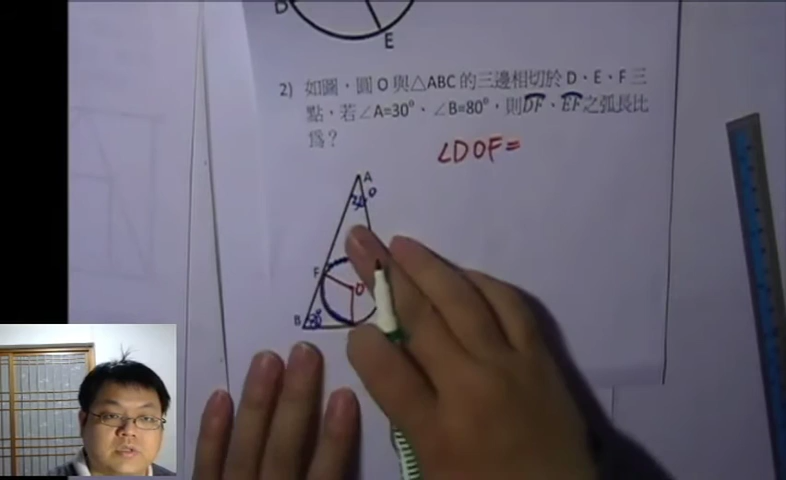 D
E
2) 如圖,圓 O 與△ABC 的三邊相切於 D、E、F 三
點,若∠A=30°、∠B=80°,則DF、EF之弧長比
為?
∠DOF=
A
30°
F
O
B
80°